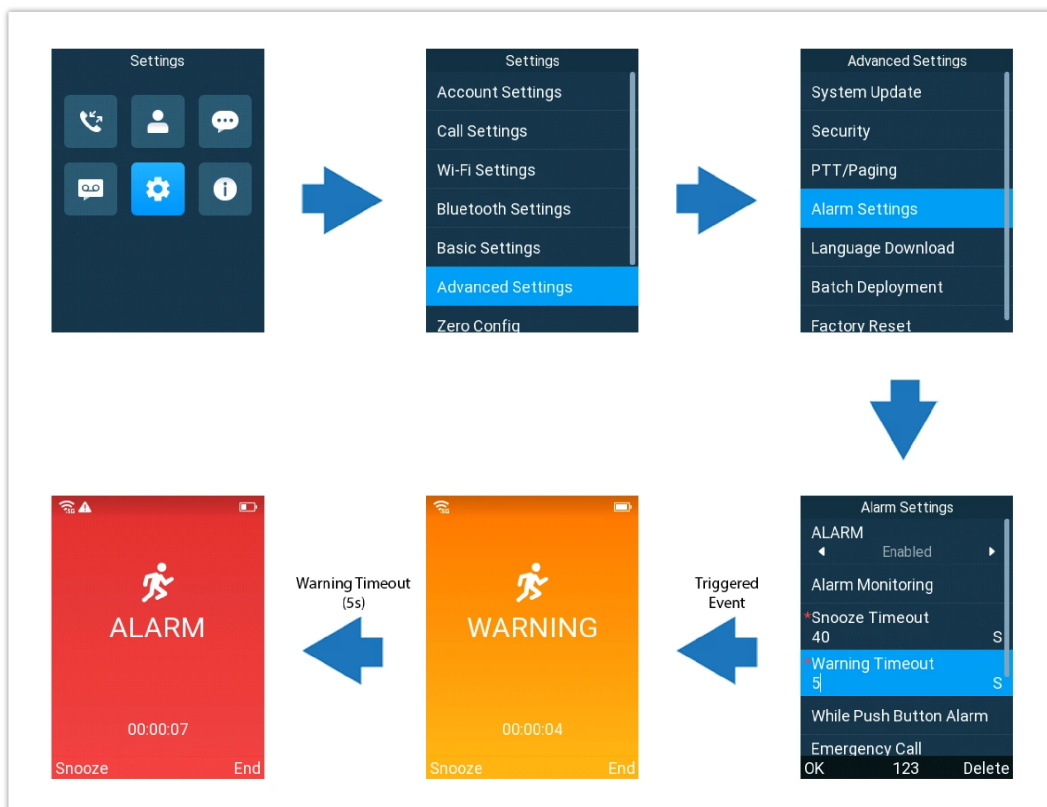 Settings
Settings
Account Settings
Call Settings
Wi-Fi Settings
Bluetooth Settings
Basic Settings
Advanced Settings
Zero Config
Advanced Settings
System Update
Security
PTT/Paging
Alarm Settings
Language Download
Batch Deployment
Factory Reset
Alarm Settings
ALARM
Enabled
Alarm Monitoring
*Snooze Timeout
40 S
*Warning Timeout
5 S
While Push Button Alarm
Emergency Call
OK 123 Delete
Triggered
Event
5G
WARNING
00:00:04
Snooze End
Warning Timeout
(5s)
5G
ALARM
00:00:07
Snooze End